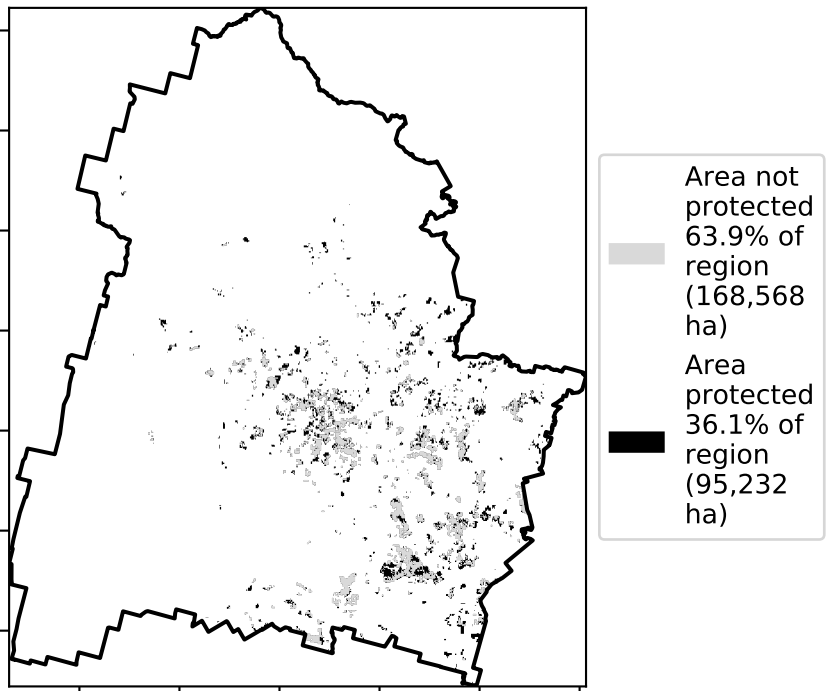 Area not
protected
63.9% of
region
(168,568
ha)
Area
protected
36.1% of
region
(95,232
ha)